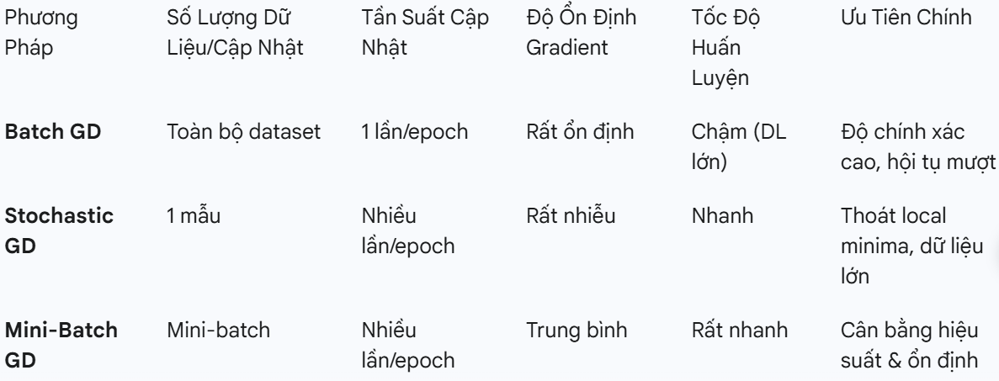 Phương Pháp
Số Lượng Dữ Liệu/Cập Nhật
Tần Suất Cập Nhật
Độ Ổn Định Gradient
Tốc Độ Huấn Luyện
Ưu Tiên Chính
Batch GD
Toàn bộ dataset
1 lần/epoch
Rất ổn định
Chậm (DL lớn)
Độ chính xác cao, hội tụ mượt
Stochastic GD
1 mẫu
Nhiều lần/epoch
Rất nhiễu
Nhanh
Thoát local minima, dữ liệu lớn
Mini-Batch GD
Mini-batch
Nhiều lần/epoch
Trung bình
Rất nhanh
Cân bằng hiệu suất & ổn định